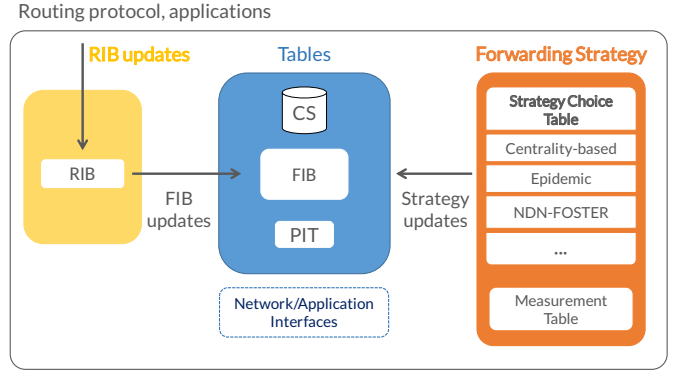 Routing protocol, applications
RIB updates
Tables
Forwarding Strategy
CS
Strategy Choice
Table
Centrality-based
RIB
FIB
Epidemic
FIB
updates
Strategy
updates
NDN-FOSTER
PIT
...
Network/Application
Interfaces
Measurement
Table